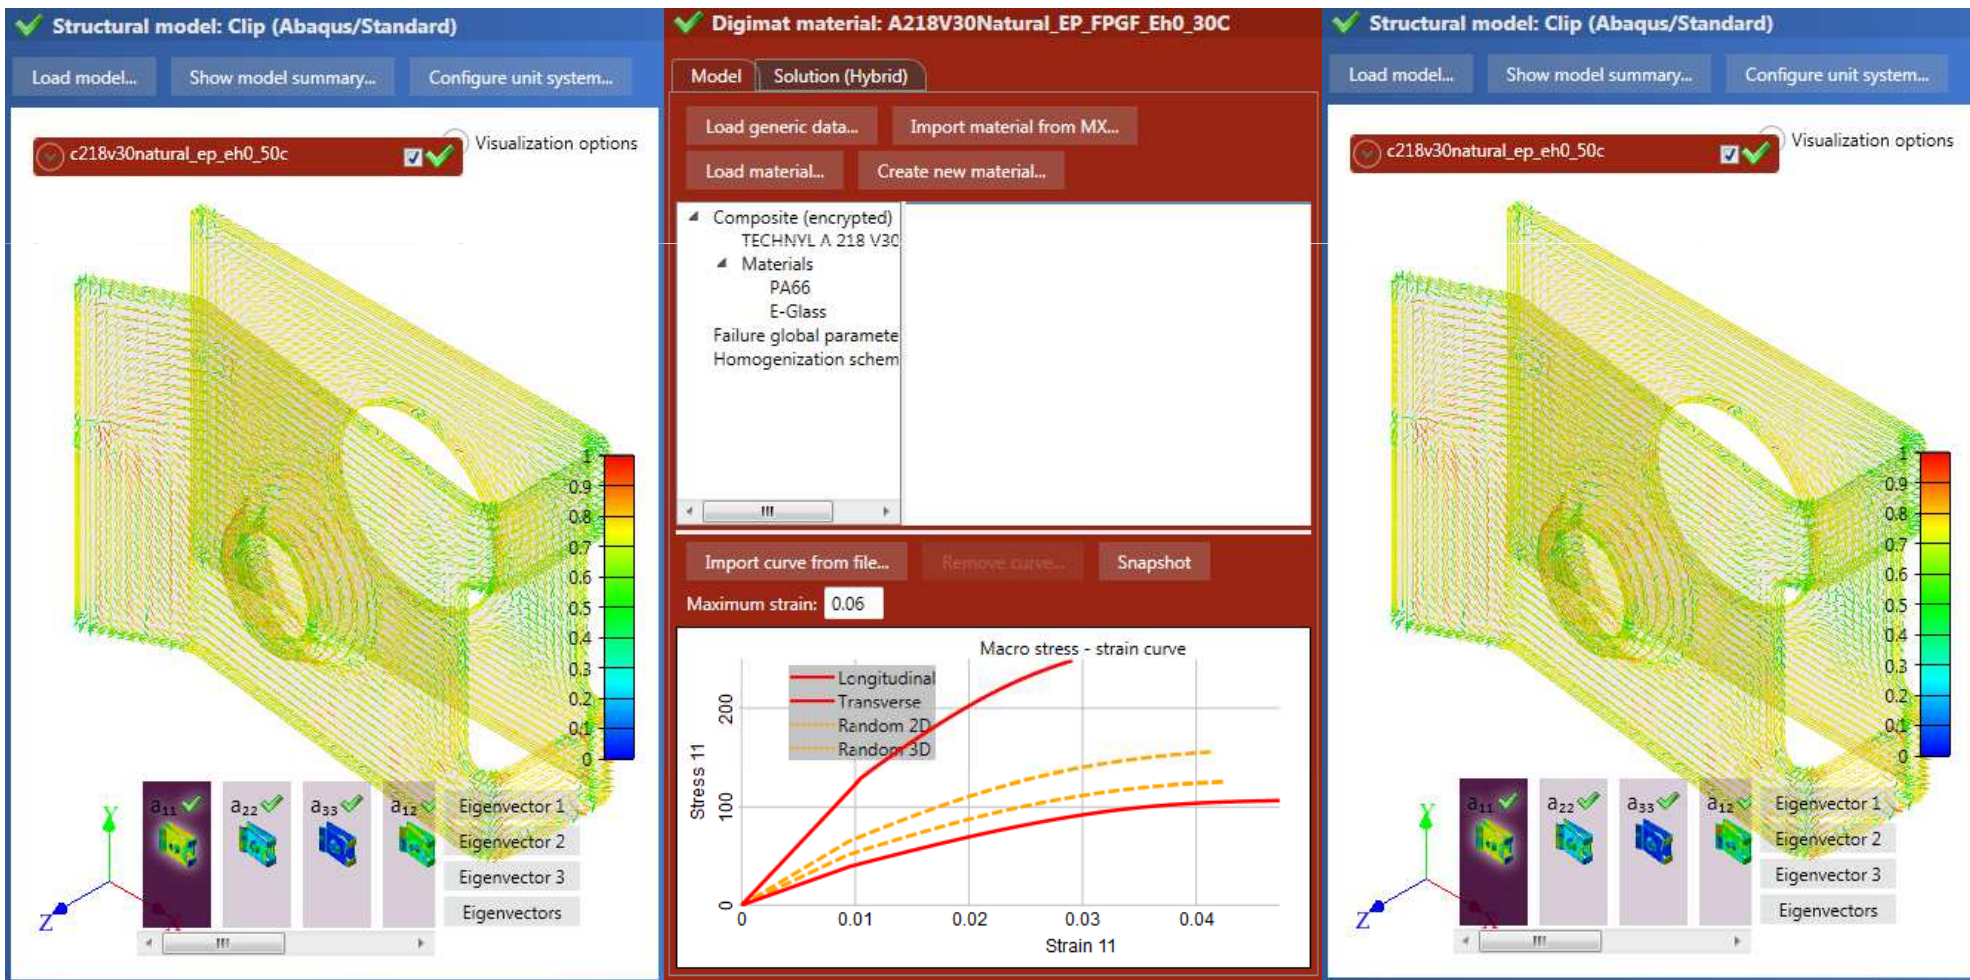 Structural model: Clip (Abaqus/Standard)
Load model... Show model summary... Configure unit system...
c218v30natural_ep_eh0_50c
Visualization options
1
0.9
0.8
0.7
0.6
0.5
0.4
0.3
0.2
0.1
0
a11 a22 a33 a12
Eigenvector 1
Eigenvector 2
Eigenvector 3
Eigenvectors
Y
Z
X
Digimat material: A218V30Natural_EP_FPGF_Eh0_30C
Model Solution (Hybrid)
Load generic data... Import material from MX...
Load material... Create new material...
Composite (encrypted)
TECHNYL A 218 V30
Materials
PA66
E-Glass
Failure global paramete
Homogenization schem
Import curve from file... Remove curve... Snapshot
Maximum strain: 0.06
Macro stress - strain curve
Longitudinal
Transverse
Random 2D
Random 3D
Stress 11
200
100
0
0 0.01 0.02 0.03 0.04
Strain 11
Structural model: Clip (Abaqus/Standard)
Load model... Show model summary... Configure unit system...
c218v30natural_ep_eh0_50c
Visualization options
1
0.9
0.8
0.7
0.6
0.5
0.4
0.3
0.2
0.1
0
a11 a22 a33 a12
Eigenvector 1
Eigenvector 2
Eigenvector 3
Eigenvectors
Y
Z
X